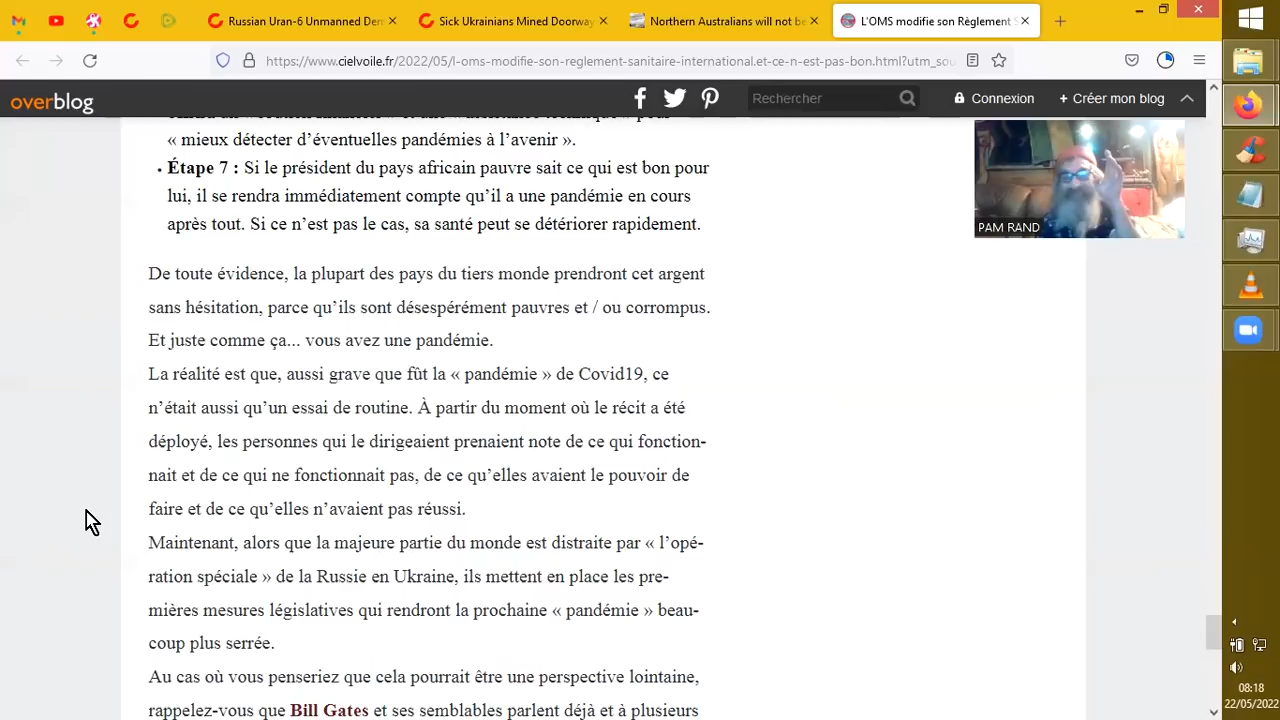 Russian Uran-6 Unmanned Der
Sick Ukrainians Mined Doorway
Northern Australians will not be
L'OMS modifie son Règlement S
https://www.cielvoile.fr/2022/05/l-oms-modifie-son-reglement-sanitaire-international.et-ce-n-est-pas-bon.html?utm_sou
overblog
Rechercher
Connexion
+ Créer mon blog
« mieux détecter d'éventuelles pandémies à l'avenir ».
• Étape 7 : Si le président du pays africain pauvre sait ce qui est bon pour
lui, il se rendra immédiatement compte qu'il a une pandémie en cours
après tout. Si ce n'est pas le cas, sa santé peut se détériorer rapidement.
PAM RAND
De toute évidence, la plupart des pays du tiers monde prendront cet argent
sans hésitation, parce qu'ils sont désespérément pauvres et / ou corrompus.
Et juste comme ça... vous avez une pandémie.
La réalité est que, aussi grave que fût la « pandémie » de Covid19, ce
n'était aussi qu'un essai de routine. À partir du moment où le récit a été
déployé, les personnes qui le dirigeaient prenaient note de ce qui fonction-
nait et de ce qui ne fonctionnait pas, de ce qu'elles avaient le pouvoir de
faire et de ce qu'elles n'avaient pas réussi.
Maintenant, alors que la majeure partie du monde est distraite par « l'opé-
ration spéciale » de la Russie en Ukraine, ils mettent en place les pre-
mières mesures législatives qui rendront la prochaine « pandémie » beau-
coup plus serrée.
Au cas où vous penseriez que cela pourrait être une perspective lointaine,
rappelez-vous que Bill Gates et ses semblables parlent déjà et à plusieurs
08:18
22/05/2022